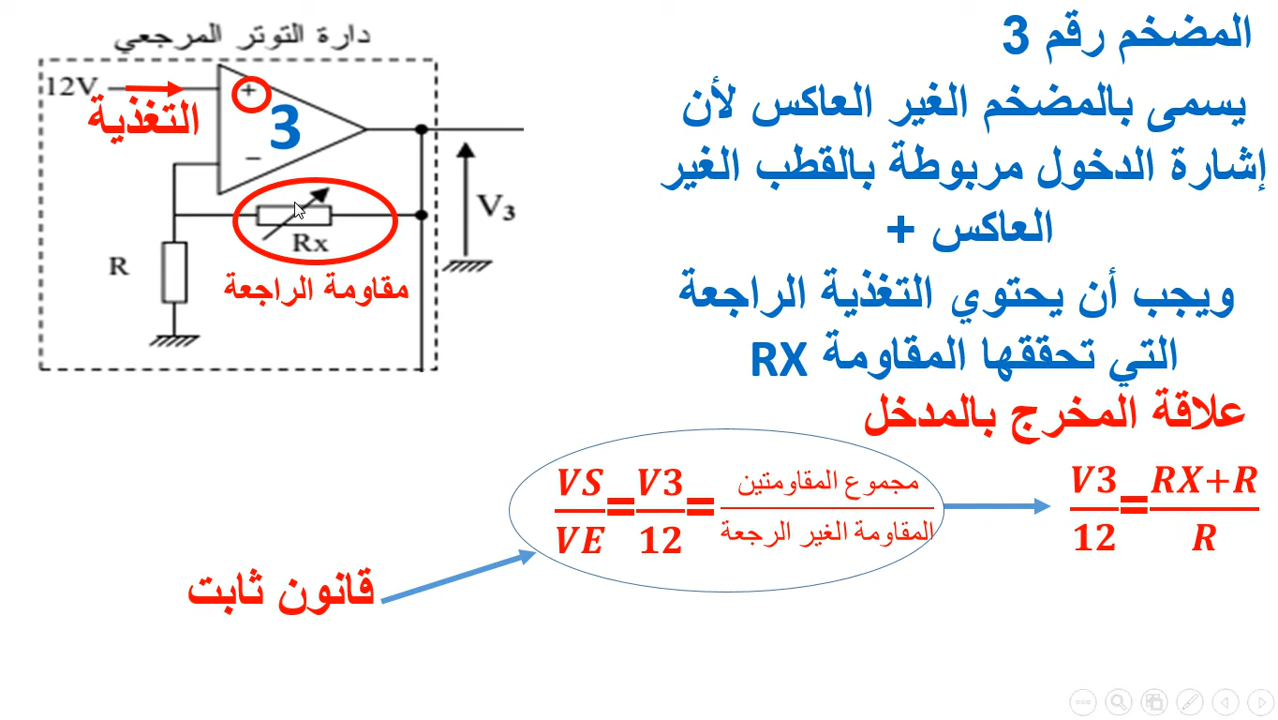 دارة التوتر المرجعي
12V
التغذية
+
3
−
Rx
R
V3
مقاومة الراجعة
المضخم رقم 3
يسمى بالمضخم الغير العاكس لأن
إشارة الدخول مربوطة بالقطب الغير
العاكس +
ويجب أن يحتوي التغذية الراجعة
التي تحققها المقاومة RX
علاقة المخرج بالمدخل
VS/VE=V3/12=مجموع المقاومتين/المقاومة الغير الرجعة
V3/12=RX+R/R
قانون ثابت